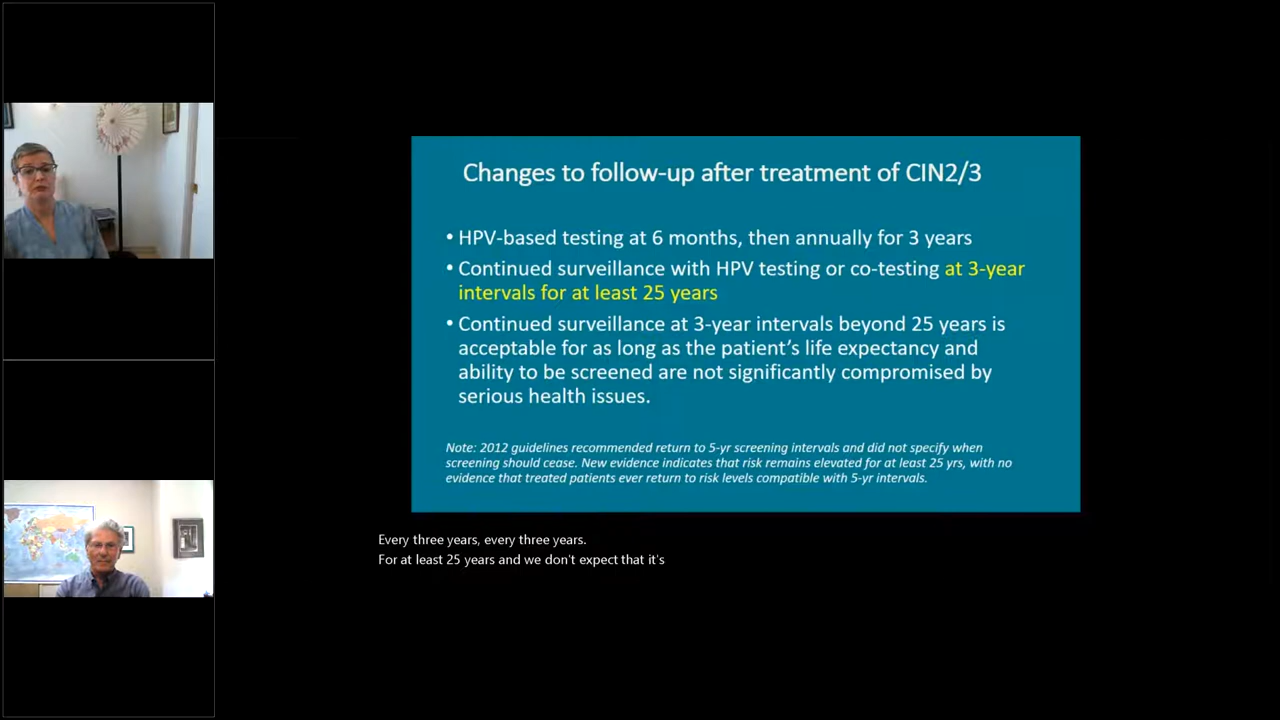 Changes to follow-up after treatment of CIN2/3
• HPV-based testing at 6 months, then annually for 3 years
• Continued surveillance with HPV testing or co-testing at 3-year
intervals for at least 25 years
• Continued surveillance at 3-year intervals beyond 25 years is
acceptable for as long as the patient's life expectancy and
ability to be screened are not significantly compromised by
serious health issues.
Note: 2012 guidelines recommended return to 5-yr screening intervals and did not specify when
screening should cease. New evidence indicates that risk remains elevated for at least 25 yrs, with no
evidence that treated patients ever return to risk levels compatible with 5-yr intervals.
Every three years, every three years.
For at least 25 years and we don't expect that it's